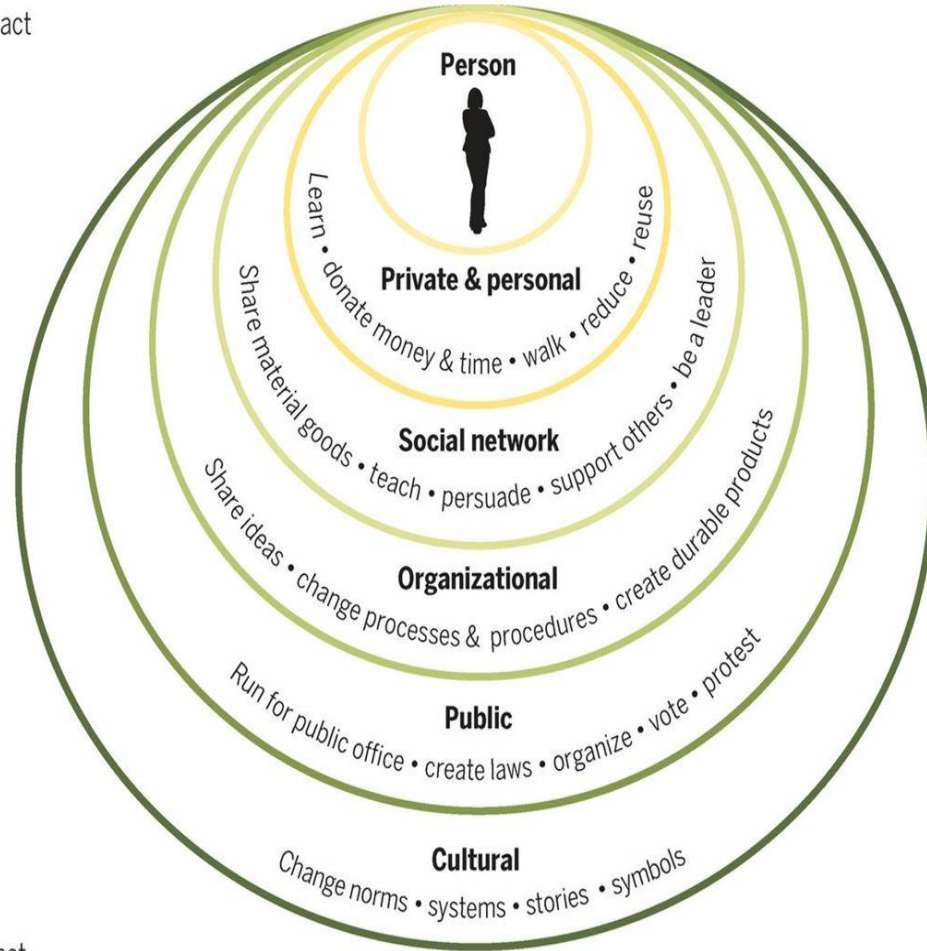 act
Person
Private & personal
Learn • donate money & time • walk • reduce • reuse
Social network
Share material goods • teach • persuade • support others • be a leader
Organizational
Share ideas • change processes & procedures • create durable products
Public
Run for public office • create laws • organize • vote • protest
Cultural
Change norms • systems • stories • symbols